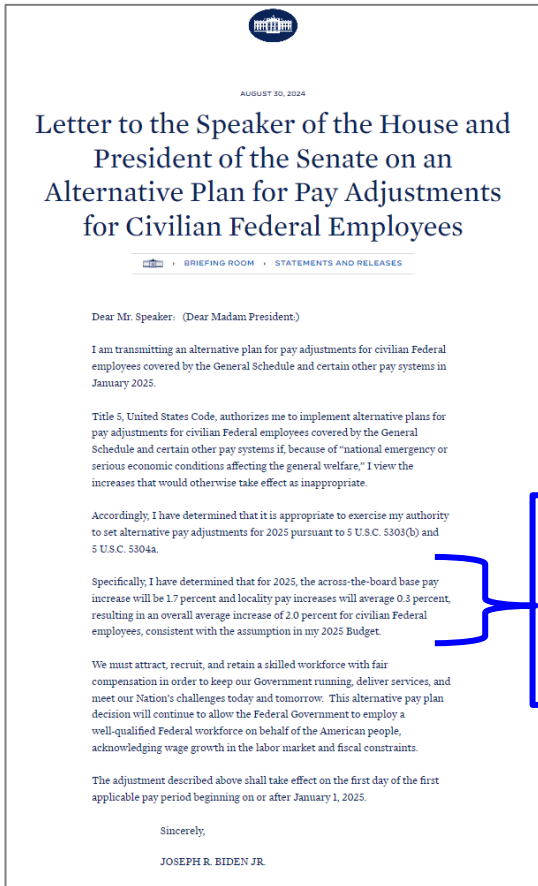 AUGUST 30, 2024
Letter to the Speaker of the House and
President of the Senate on an
Alternative Plan for Pay Adjustments
for Civilian Federal Employees
BRIEFING ROOM › STATEMENTS AND RELEASES
Dear Mr. Speaker: (Dear Madam President:)
I am transmitting an alternative plan for pay adjustments for civilian Federal
employees covered by the General Schedule and certain other pay systems in
January 2025.
Title 5, United States Code, authorizes me to implement alternative plans for
pay adjustments for civilian Federal employees covered by the General
Schedule and certain other pay systems if, because of “national emergency or
serious economic conditions affecting the general welfare,” I view the
increases that would otherwise take effect as inappropriate.
Accordingly, I have determined that it is appropriate to exercise my authority
to set alternative pay adjustments for 2025 pursuant to 5 U.S.C. 5303(b) and
5 U.S.C. 5304a.
Specifically, I have determined that for 2025, the across-the-board base pay
increase will be 1.7 percent and locality pay increases will average 0.3 percent,
resulting in an overall average increase of 2.0 percent for civilian Federal
employees, consistent with the assumption in my 2025 Budget.
We must attract, recruit, and retain a skilled workforce with fair
compensation in order to keep our Government running, deliver services, and
meet our Nation’s challenges today and tomorrow. This alternative pay plan
decision will continue to allow the Federal Government to employ a
well-qualified Federal workforce on behalf of the American people,
acknowledging wage growth in the labor market and fiscal constraints.
The adjustment described above shall take effect on the first day of the first
applicable pay period beginning on or after January 1, 2025.
Sincerely,
JOSEPH R. BIDEN JR.